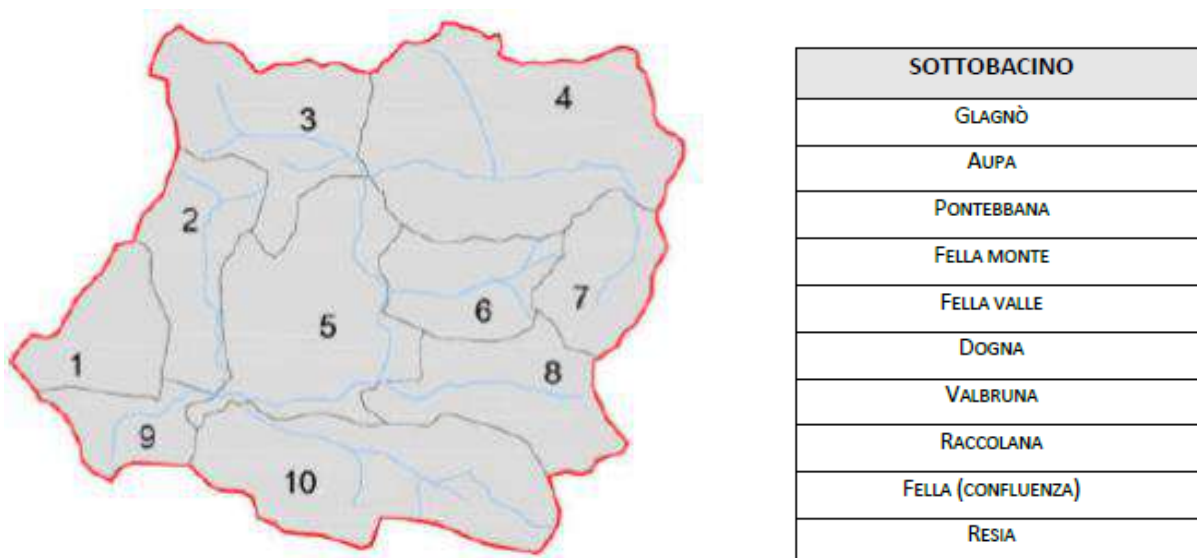 4
3
2
7
6
5
1
8
9
10
SOTTOBACINO
GLAGNÒ
AUPA
PONTEBBANA
FELLA MONTE
FELLA VALLE
DOGNA
VALBRUNA
RACCOLANA
FELLA (CONFLUENZA)
RESIA